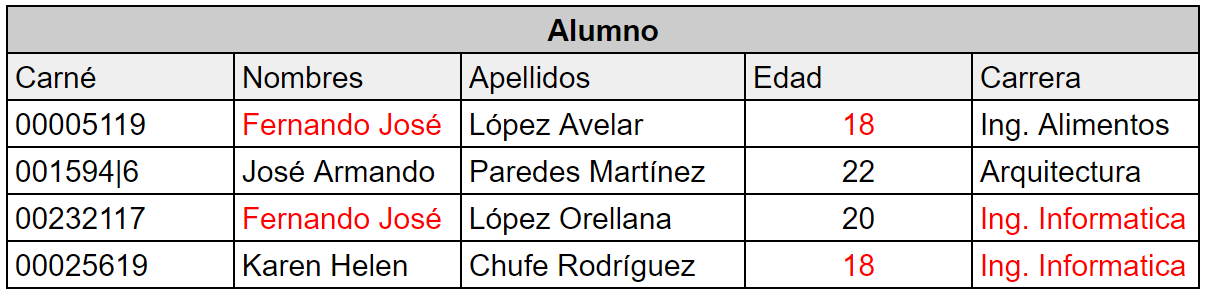 Alumno
Carné Nombres Apellidos Edad Carrera
00005119 Fernando José López Avelar 18 Ing. Alimentos
001594|6 José Armando Paredes Martínez 22 Arquitectura
00232117 Fernando José López Orellana 20 Ing. Informatica
00025619 Karen Helen Chufe Rodríguez 18 Ing. Informatica